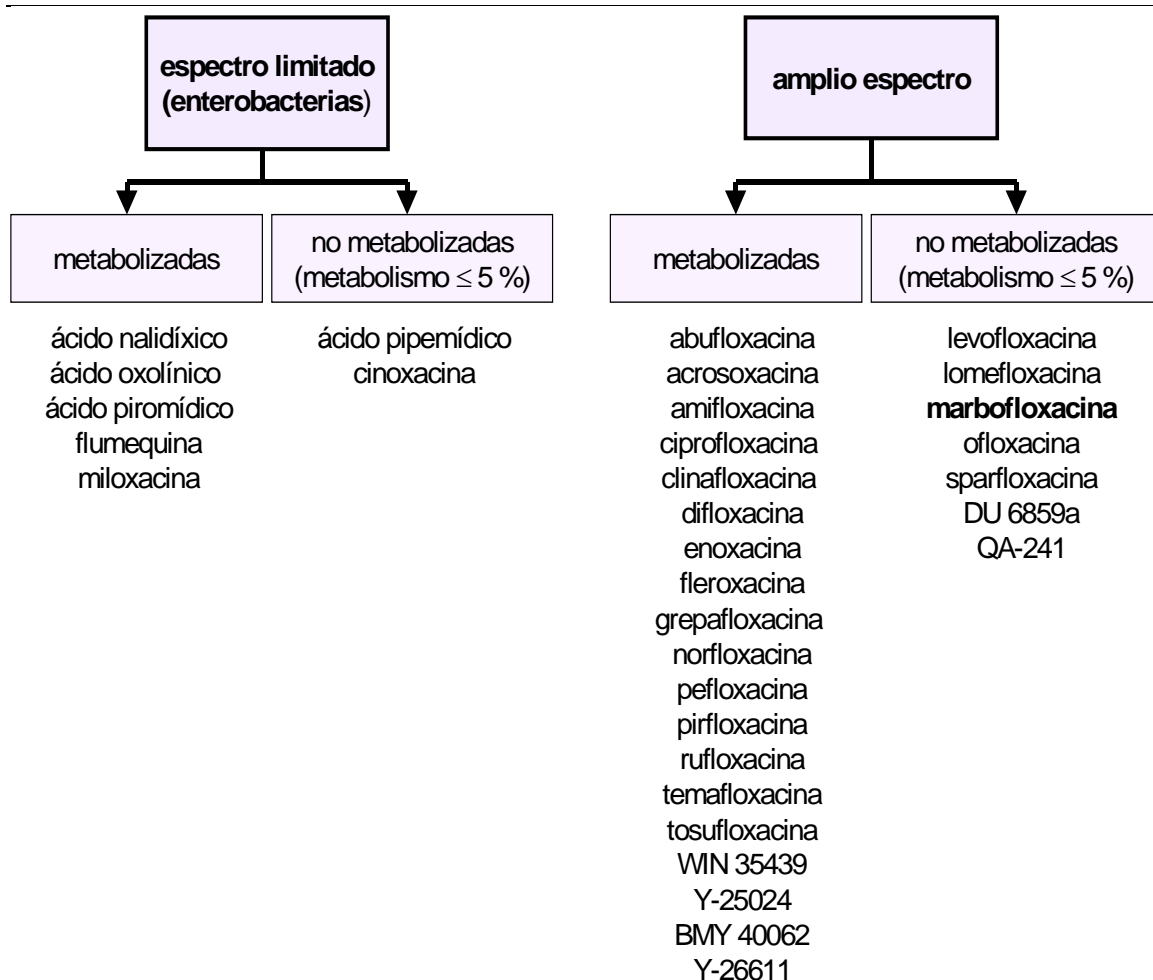 espectro limitado
(enterobacterias)
metabolizadas
no metabolizadas
(metabolismo ≤ 5 %)
ácido nalidíxico
ácido oxolínico
ácido piromídico
flumequina
miloxacina
ácido pipemídico
cinoxacina
amplio espectro
metabolizadas
no metabolizadas
(metabolismo ≤ 5 %)
abufloxacina
acrosoxacina
amifloxacina
ciprofloxacina
clinafloxacina
difloxacina
enoxacina
fleroxacina
grepafloxacina
norfloxacina
pefloxacina
pirfloxacina
rufloxacina
temafloxacina
tosufloxacina
WIN 35439
Y-25024
BMY 40062
Y-26611
levofloxacina
lomefloxacina
marbofloxacina
ofloxacina
sparfloxacina
DU 6859a
QA-241